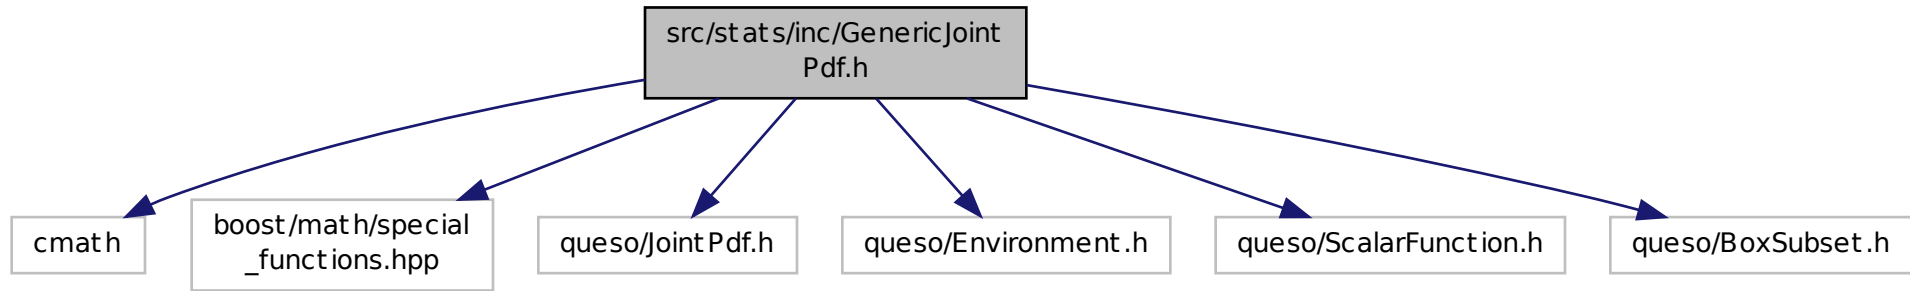 src/stats/inc/GenericJoint
Pdf.h
cmath
boost/math/special
_functions.hpp
queso/JointPdf.h
queso/Environment.h
queso/ScalarFunction.h
queso/BoxSubset.h